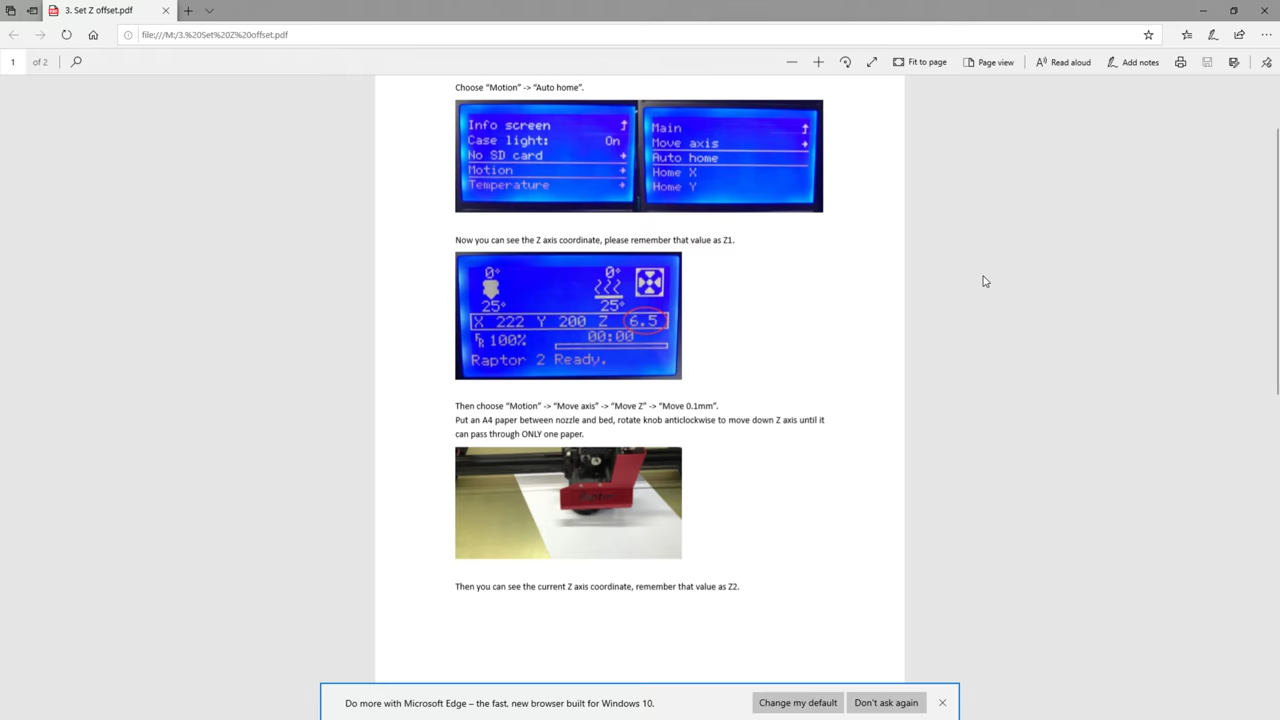 3. Set Z offset.pdf
file:///M:/3.%20Set%20Z%20offset.pdf
1 of 2
Fit to page
Page view
Read aloud
Add notes
Choose “Motion” -> “Auto home”.
Info screen
Case light: On
No SD card
Motion
Temperature
Main
Move axis
Auto home
Home X
Home Y
Now you can see the Z axis coordinate, please remember that value as Z1.
0° 0°
25° 25°
X 222 Y 200 Z 6.5
FR 100% 00:00
Raptor 2 Ready.
Then choose “Motion” -> “Move axis” -> “Move Z” -> “Move 0.1mm”.
Put an A4 paper between nozzle and bed, rotate knob anticlockwise to move down Z axis until it
can pass through ONLY one paper.
Then you can see the current Z axis coordinate, remember that value as Z2.
Do more with Microsoft Edge – the fast, new browser built for Windows 10.
Change my default
Don't ask again